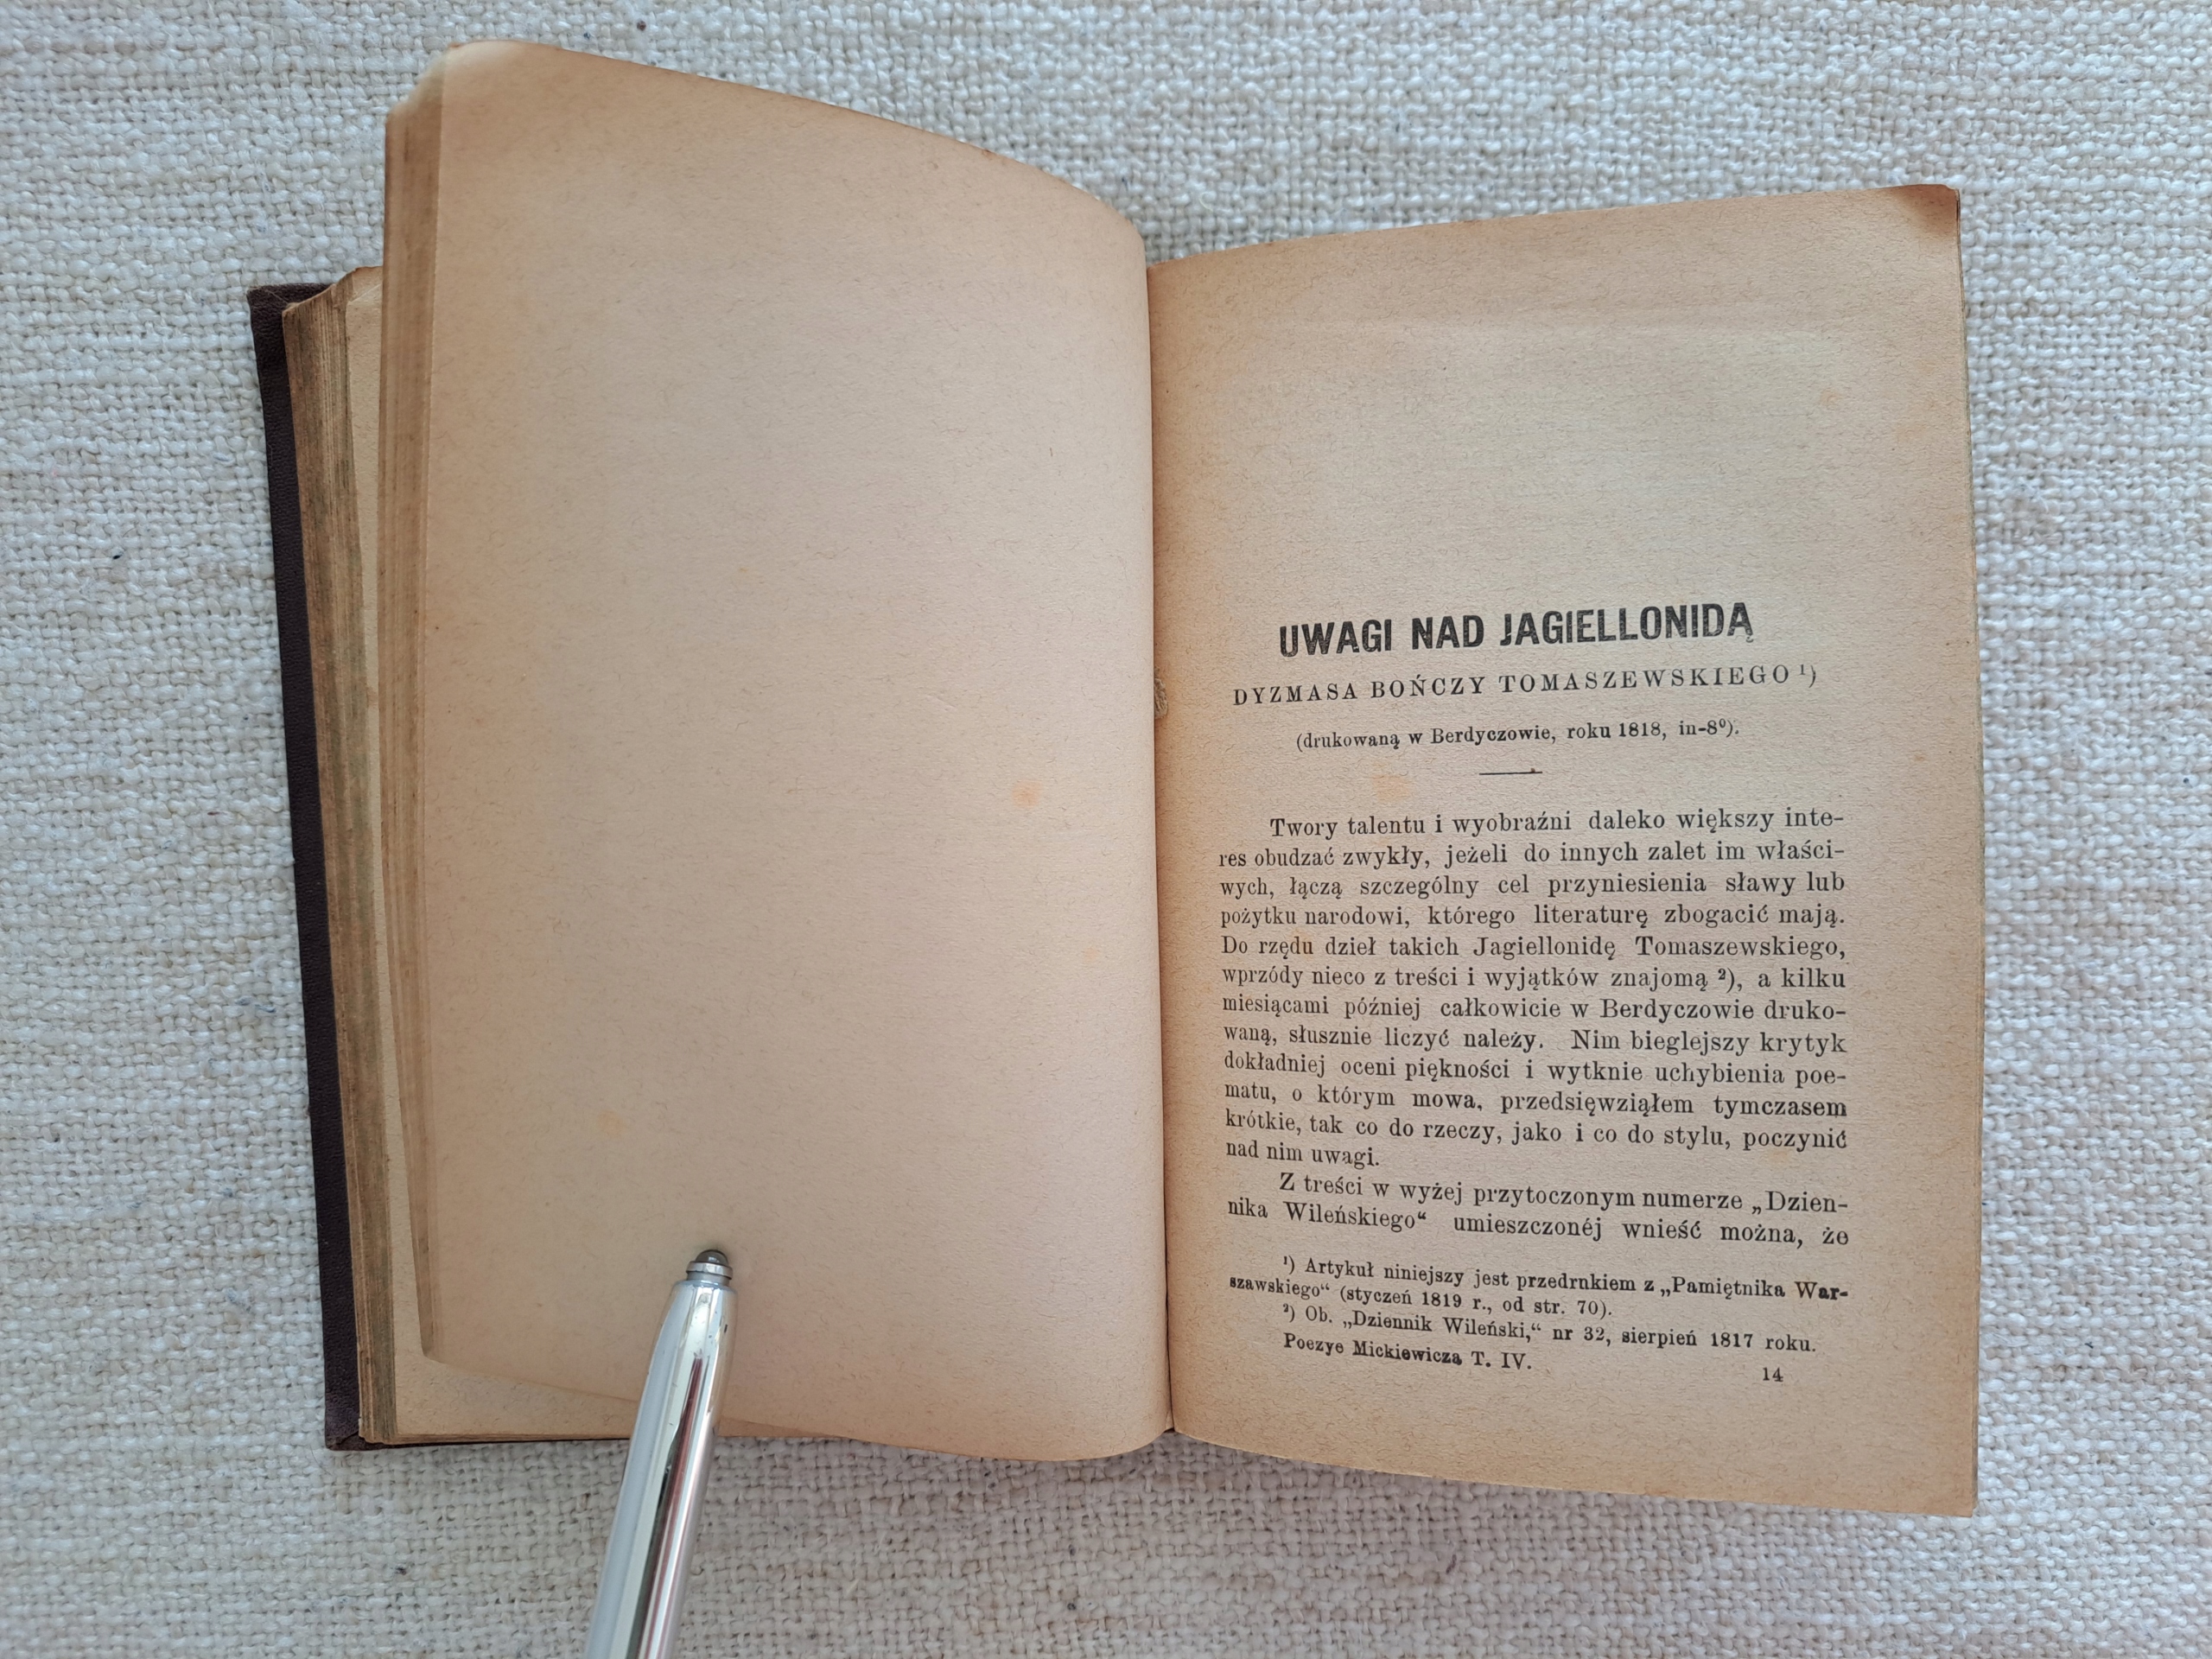 UWAGI NAD JAGIELLONIDĄ
DYZMASA BOŃCZY TOMASZEWSKIEGO ¹)
(drukowaną w Berdyczowie, roku 1818, in-8⁰).
Twory talentu i wyobraźni daleko większy inte-
res obudzać zwykły, jeżeli do innych zalet im właści-
wych, łączą szczególny cel przyniesienia sławy lub
pożytku narodowi, którego literaturę zbogacić mają.
Do rzędu dzieł takich Jagiellonidę Tomaszewskiego,
wprzódy nieco z treści i wyjątków znajomą ²), a kilku
miesiącami później całkowicie w Berdyczowie druko-
waną, słusznie liczyć należy. Nim bieglejszy krytyk
dokładniej oceni piękności i wytknie uchybienia poe-
matu, o którym mowa, przedsięwziąłem tymczasem
krótkie, tak co do rzeczy, jako i co do stylu, poczynić
nad nim uwagi.
Z treści w wyżej przytoczonym numerze „Dzien-
nika Wileńskiego“ umieszczonéj wnieść można, że
¹) Artykuł niniejszy jest przedrnkiem z „Pamiętnika War-
szawskiego“ (styczeń 1819 r., od str. 70).
²) Ob. „Dziennik Wileński,“ nr 32, sierpień 1817 roku.
Poezye Mickiewicza T. IV.
14